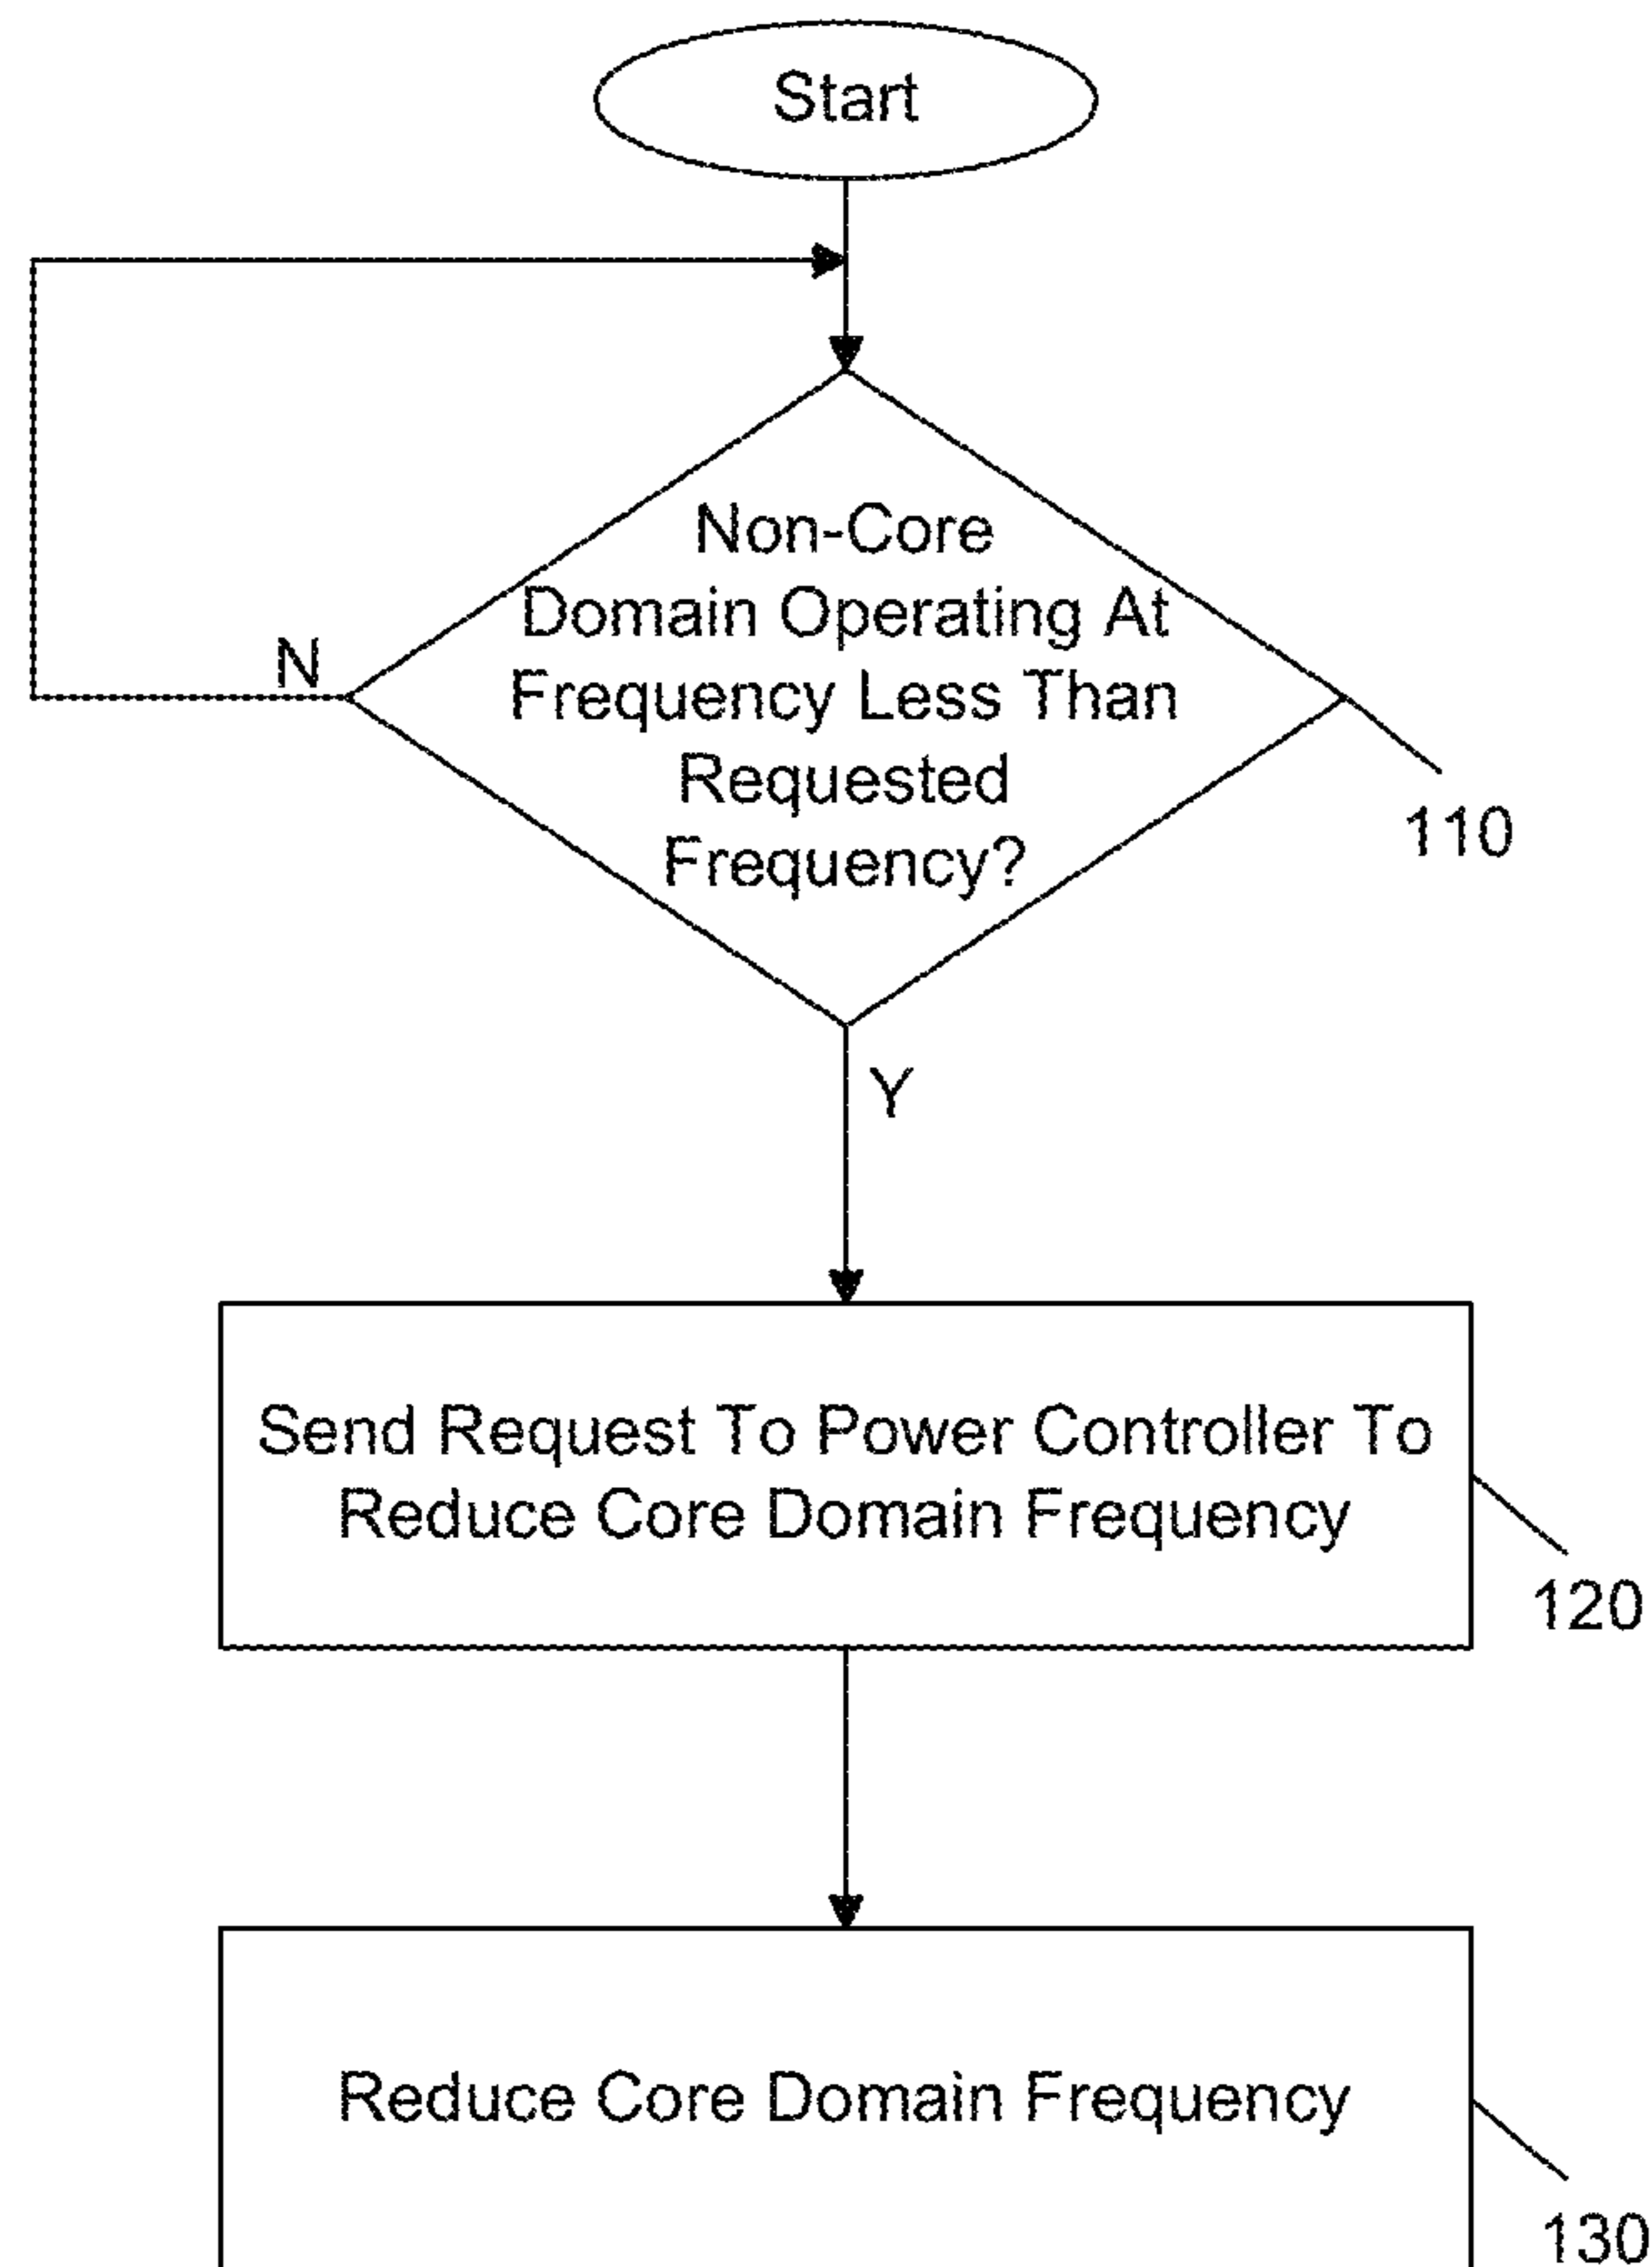 Start
Non-Core
Domain Operating At
Frequency Less Than
Requested
Frequency?
N
110
Y
Send Request To Power Controller To
Reduce Core Domain Frequency
120
Reduce Core Domain Frequency
130